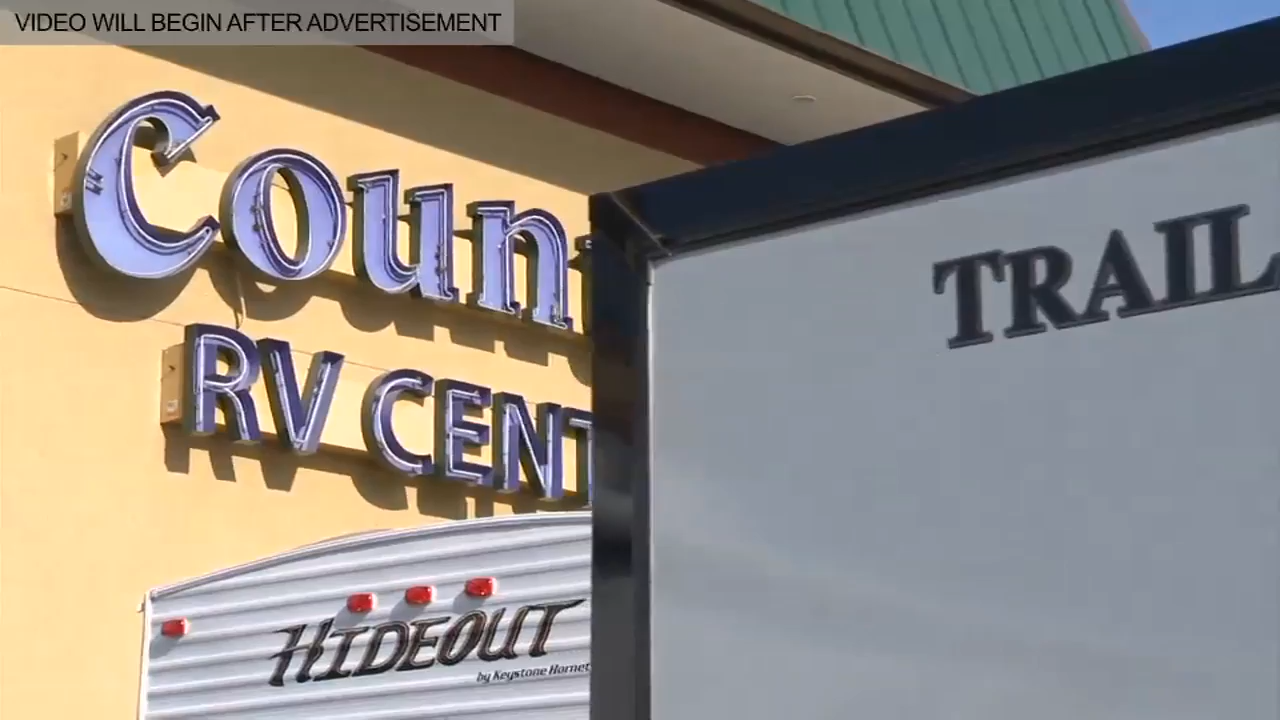 VIDEO WILL BEGIN AFTER ADVERTISEMENT
Coun
RV CENT
TRAIL
HIDEOUT
by Keystone Hornet